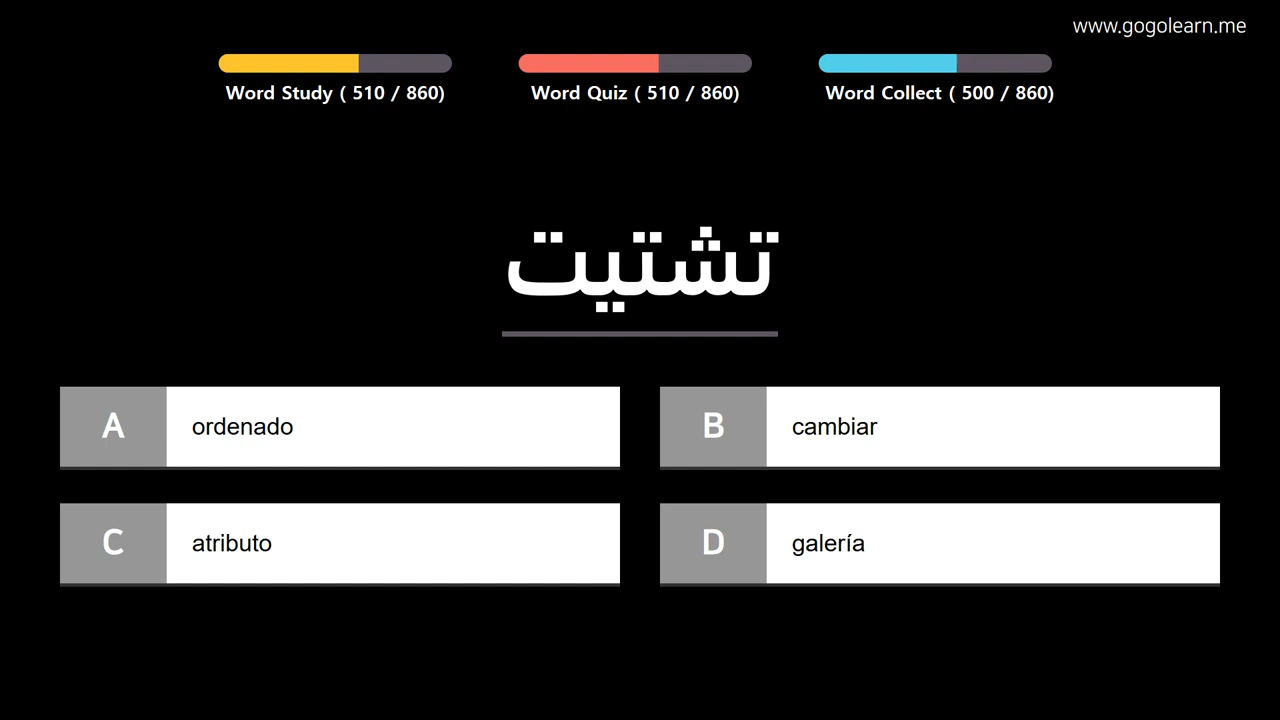 www.gogolearn.me
Word Study ( 510 / 860)
Word Quiz ( 510 / 860)
Word Collect ( 500 / 860)
تشتيت
A ordenado
B cambiar
C atributo
D galería